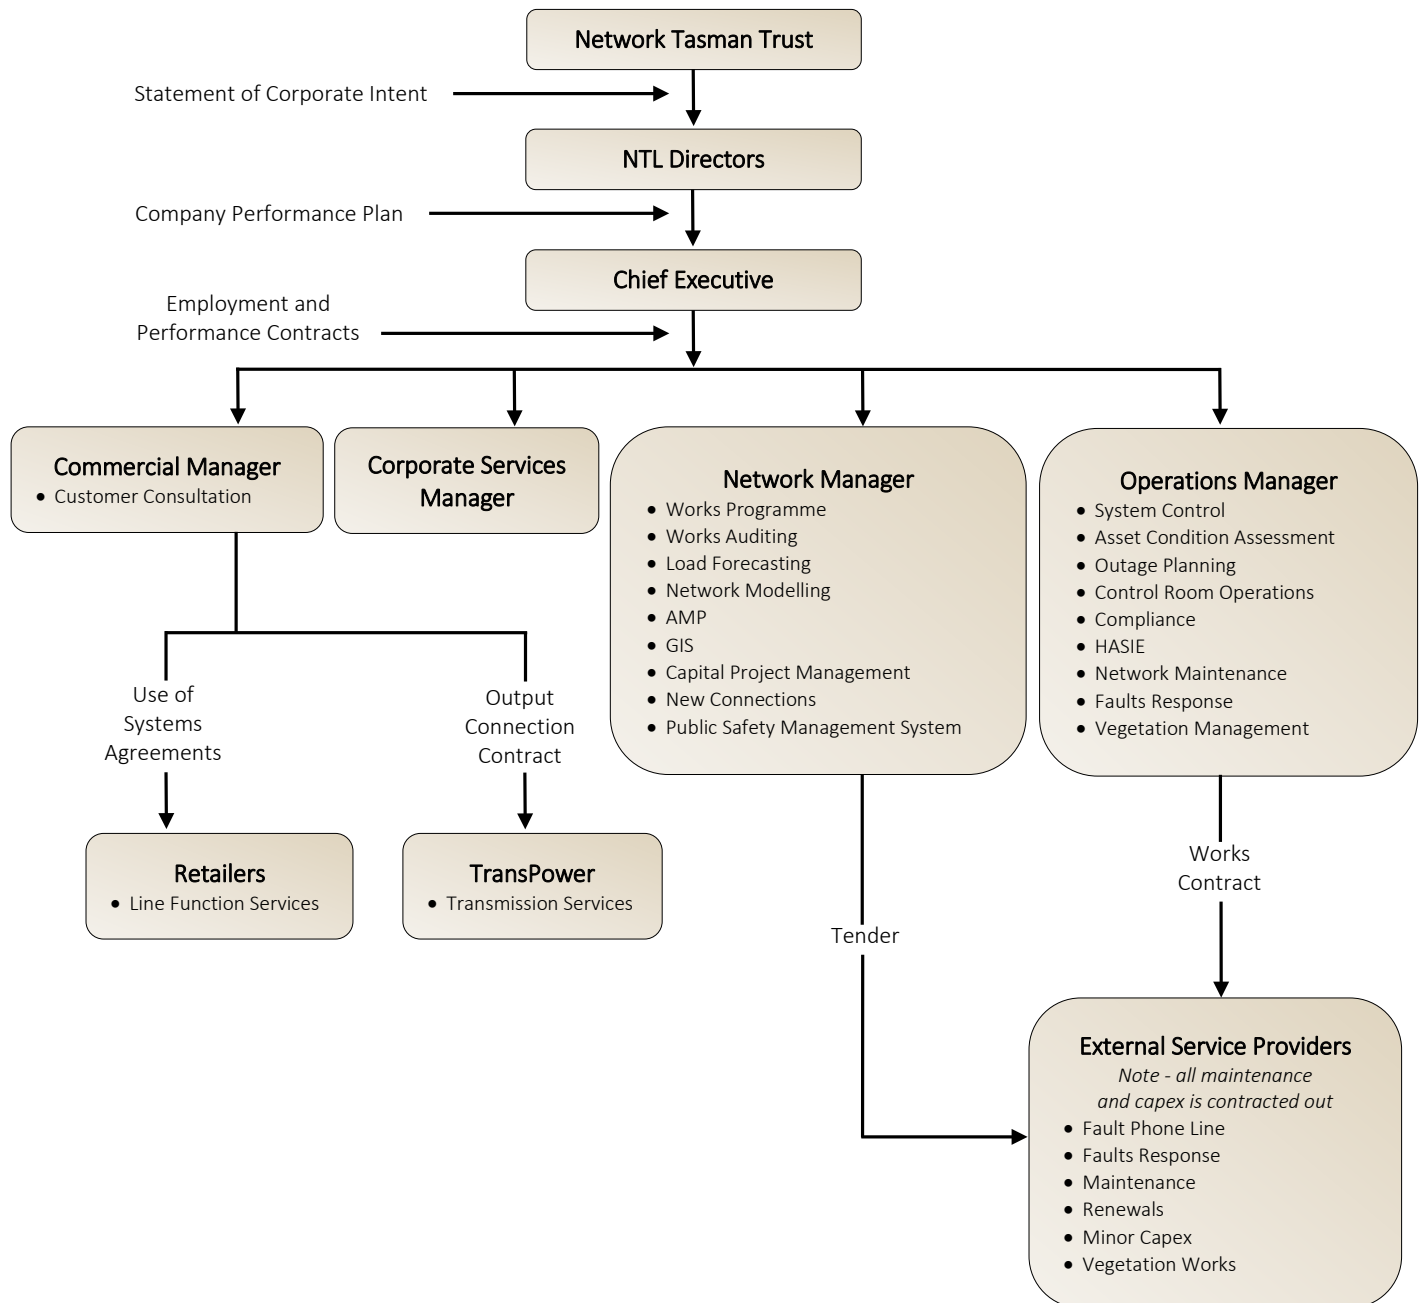 Network Tasman Trust
Statement of Corporate Intent
NTL Directors
Company Performance Plan
Chief Executive
Employment and
Performance Contracts
Commercial Manager
• Customer Consultation
Corporate Services
Manager
Network Manager
• Works Programme
• Works Auditing
• Load Forecasting
• Network Modelling
• AMP
• GIS
• Capital Project Management
• New Connections
• Public Safety Management System
Operations Manager
• System Control
• Asset Condition Assessment
• Outage Planning
• Control Room Operations
• Compliance
• HASIE
• Network Maintenance
• Faults Response
• Vegetation Management
Use of
Systems
Agreements
Output
Connection
Contract
Retailers
• Line Function Services
TransPower
• Transmission Services
Works
Contract
Tender
External Service Providers
Note - all maintenance
and capex is contracted out
• Fault Phone Line
• Faults Response
• Maintenance
• Renewals
• Minor Capex
• Vegetation Works